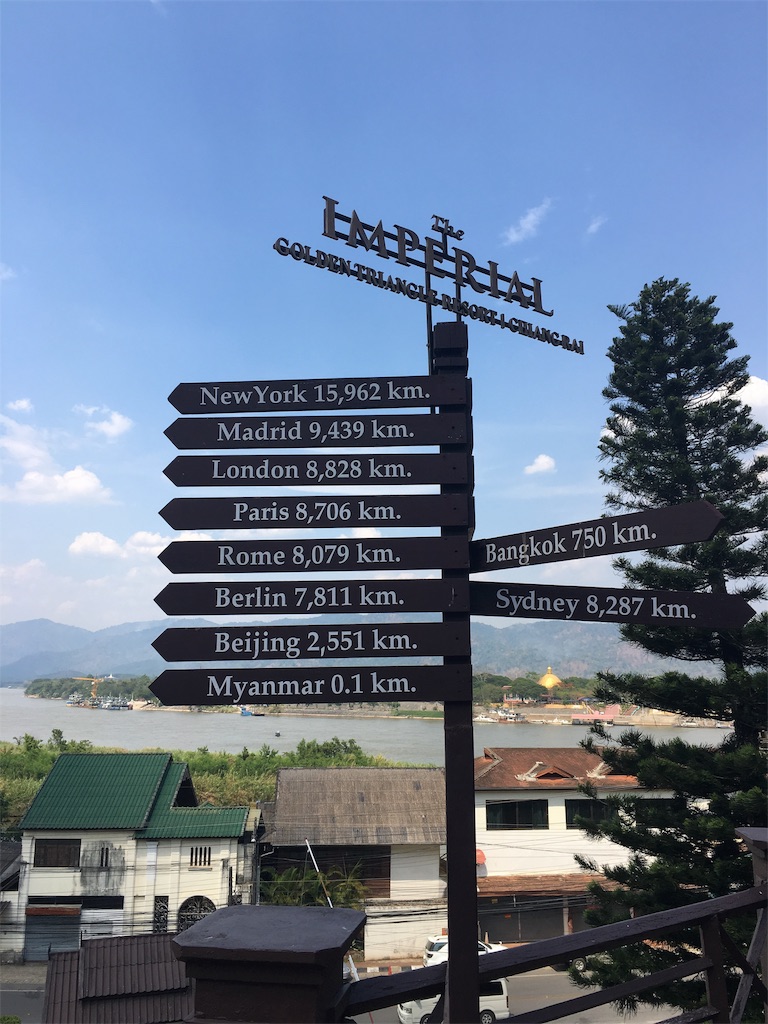 The
IMPERIAL
GOLDEN TRIANGLE RESORT | CHIANG RAI
NewYork 15,962 km.
Madrid 9,439 km.
London 8,828 km.
Paris 8,706 km.
Rome 8,079 km.
Berlin 7,811 km.
Beijing 2,551 km.
Myanmar 0.1 km.
Bangkok 750 km.
Sydney 8,287 km.